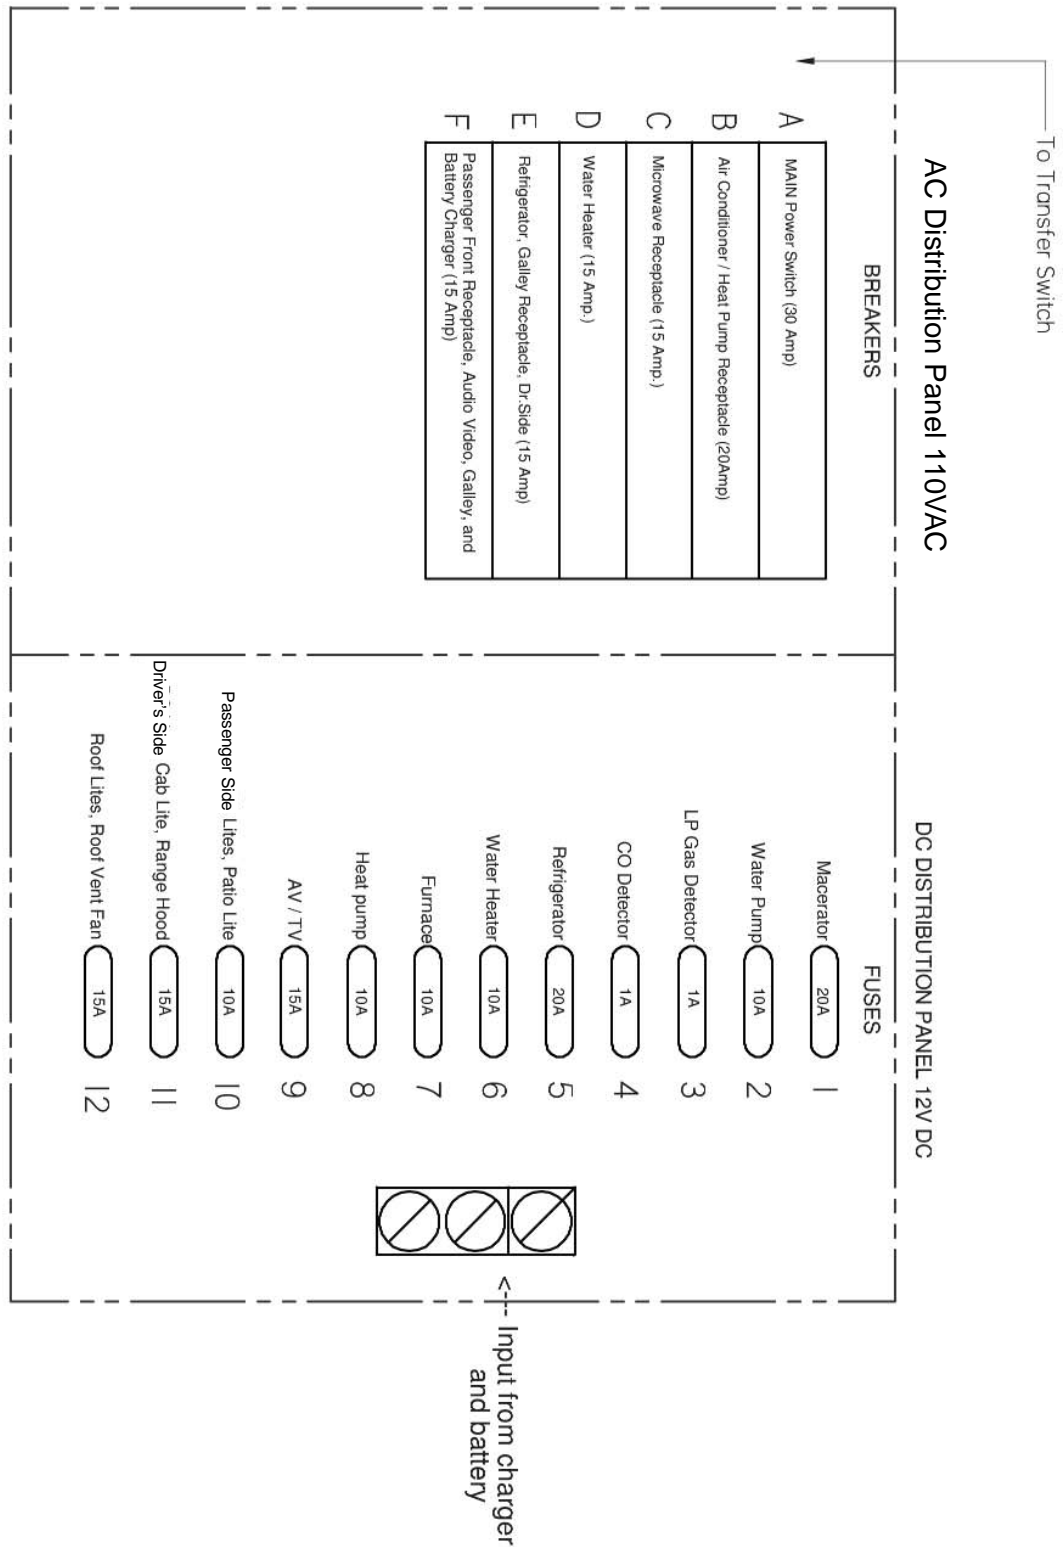 To Transfer Switch
AC Distribution Panel 110VAC
BREAKERS
A MAIN Power Switch (30 Amp)
B Air Conditioner / Heat Pump Receptacle (20Amp)
C Microwave Receptacle (15 Amp.)
D Water Heater (15 Amp.)
E Refrigerator, Galley Receptacle, Dr.Side (15 Amp)
F Passenger Front Receptacle, Audio Video, Galley, and
Battery Charger (15 Amp)
DC DISTRIBUTION PANEL 12V DC
FUSES
Macerator 20A 1
Water Pump 10A 2
LP Gas Detector 1A 3
CO Detector 1A 4
Refrigerator 20A 5
Water Heater 10A 6
Furnace 10A 7
Heat pump 10A 8
AV / TV 15A 9
Passenger Side Lites, Patio Lite 10A 10
Driver's Side Cab Lite, Range Hood 15A 11
Roof Lites, Roof Vent Fan 15A 12
<--- Input from charger
and battery